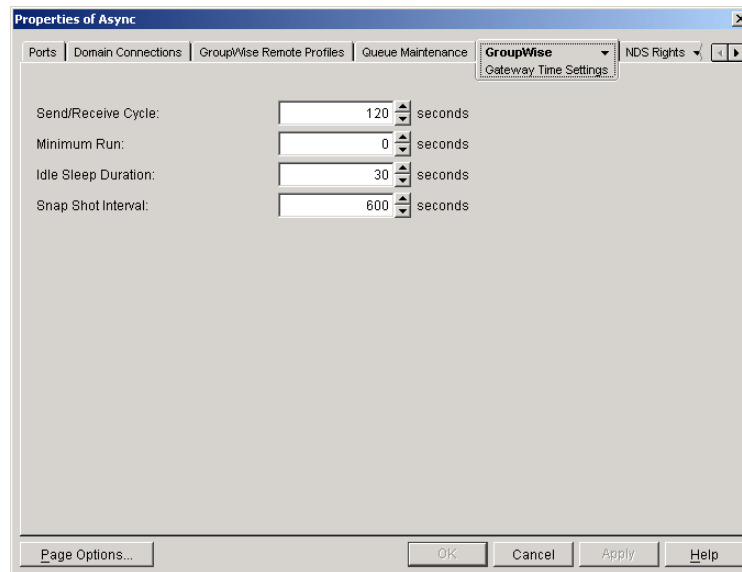 Properties of Async
Ports Domain Connections GroupWise Remote Profiles Queue Maintenance GroupWise NDS Rights
Gateway Time Settings
Send/Receive Cycle: 120 seconds
Minimum Run: 0 seconds
Idle Sleep Duration: 30 seconds
Snap Shot Interval: 600 seconds
Page Options... OK Cancel Apply Help